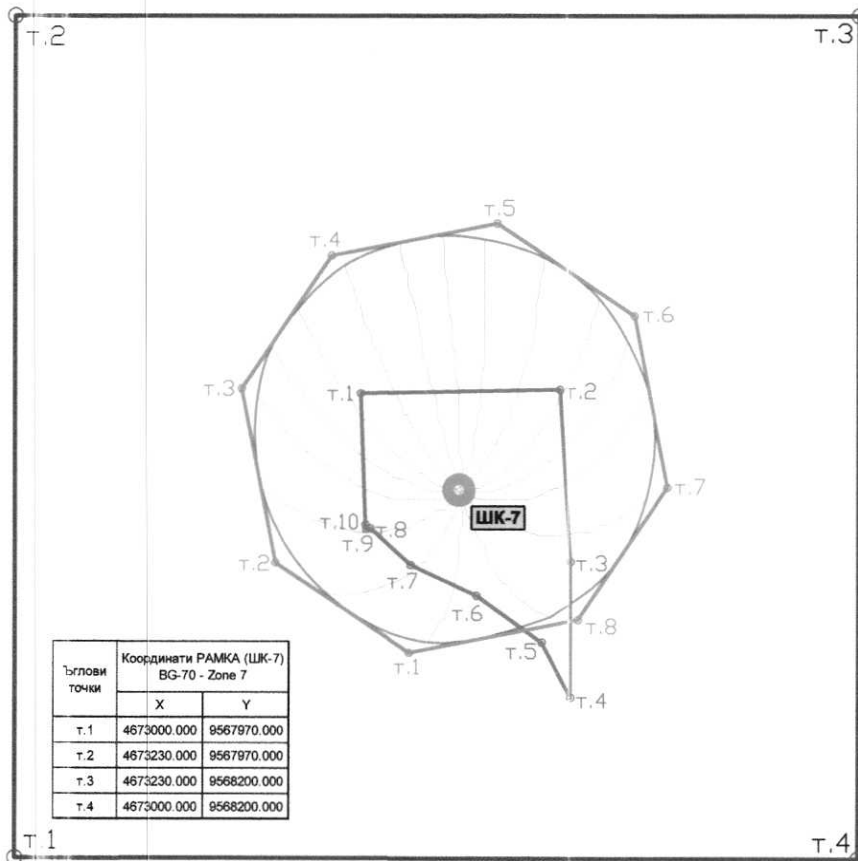 т.2
т.3
т.5
т.4
т.6
т.3
т.1
т.2
т.7
ШК-7
т.10
т.8
т.9
т.2
т.7
т.3
т.6
т.8
т.5
т.1
т.4
Ъглови точки
Координати РАМКА (ШК-7)
BG-70 - Zone 7
X Y
т.1 4673000.000 9567970.000
т.2 4673230.000 9567970.000
т.3 4673230.000 9568200.000
т.4 4673000.000 9568200.000
т.1
т.4